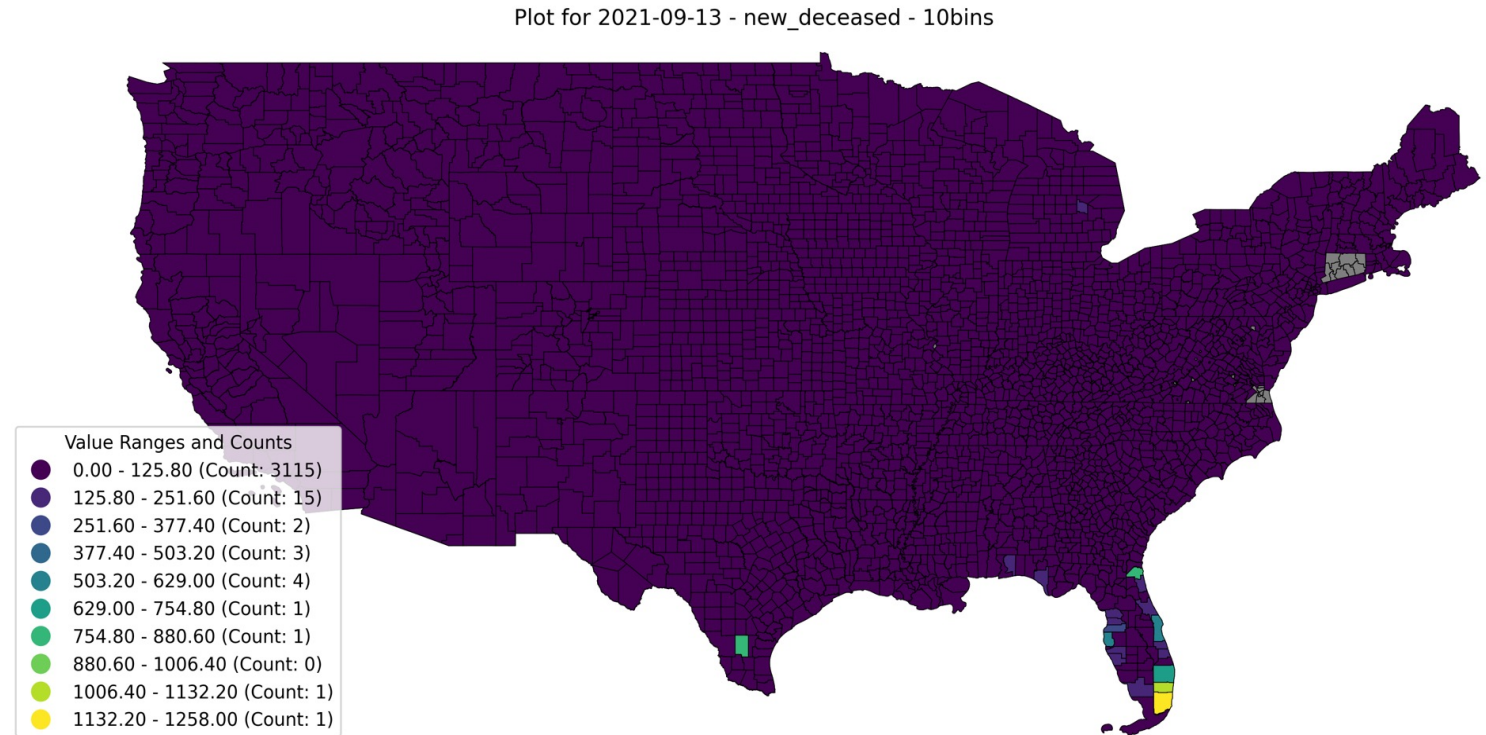 Plot for 2021-09-13 - new_deceased - 10bins
Value Ranges and Counts
0.00 - 125.80 (Count: 3115)
125.80 - 251.60 (Count: 15)
251.60 - 377.40 (Count: 2)
377.40 - 503.20 (Count: 3)
503.20 - 629.00 (Count: 4)
629.00 - 754.80 (Count: 1)
754.80 - 880.60 (Count: 1)
880.60 - 1006.40 (Count: 0)
1006.40 - 1132.20 (Count: 1)
1132.20 - 1258.00 (Count: 1)